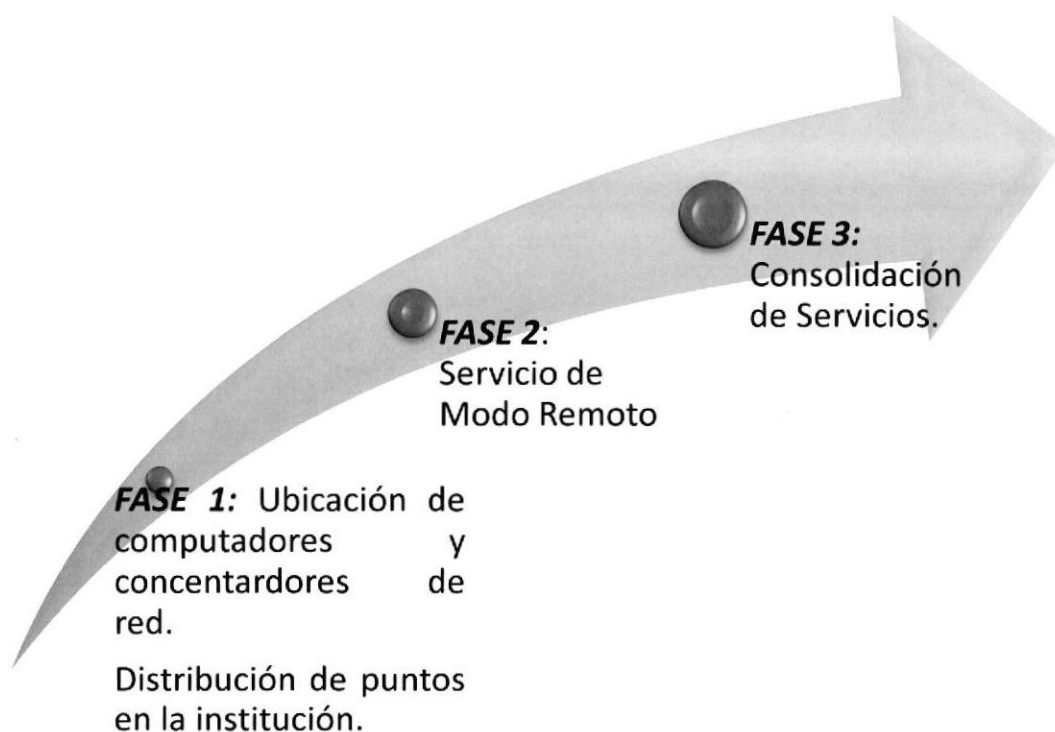 FASE 1: Ubicación de
computadores y
concentardores de
red.
Distribución de puntos
en la institución.
FASE 2:
Servicio de
Modo Remoto
FASE 3:
Consolidación
de Servicios.